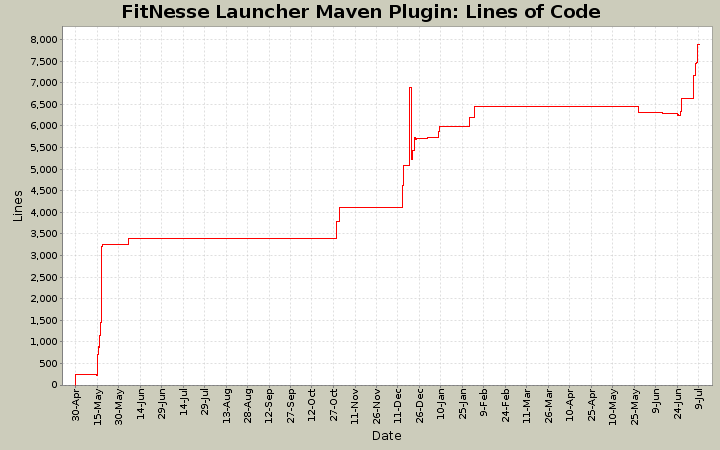 FitNesse Launcher Maven Plugin: Lines of Code
8,000
7,500
7,000
6,500
6,000
5,500
5,000
4,500
4,000
3,500
3,000
2,500
2,000
1,500
1,000
500
0
Lines
30-Apr
15-May
30-May
14-Jun
29-Jun
14-Jul
29-Jul
13-Aug
28-Aug
12-Sep
27-Sep
12-Oct
27-Oct
11-Nov
26-Nov
11-Dec
26-Dec
10-Jan
25-Jan
9-Feb
24-Feb
11-Mar
26-Mar
10-Apr
25-Apr
10-May
25-May
9-Jun
24-Jun
9-Jul
Date